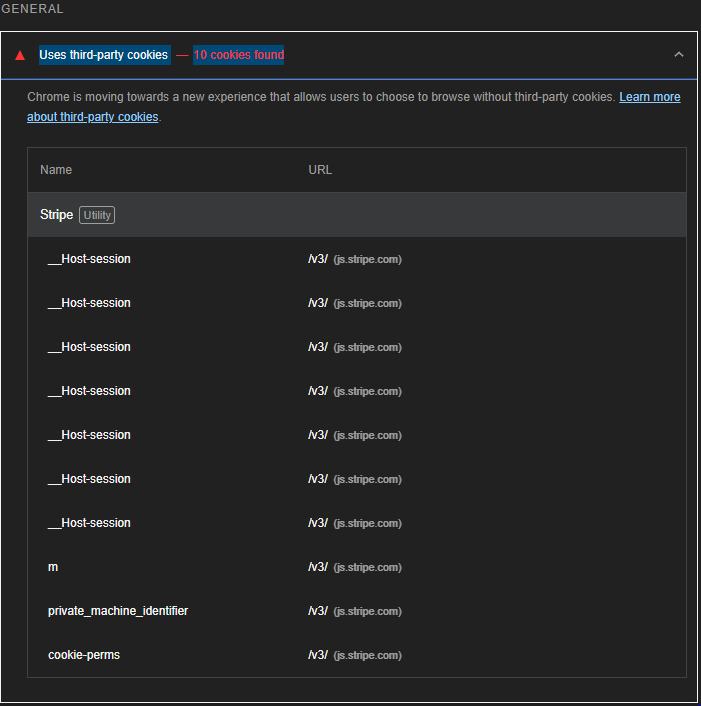 GENERAL
Uses third-party cookies — 10 cookies found
Chrome is moving towards a new experience that allows users to choose to browse without third-party cookies. Learn more
about third-party cookies.
Name URL
Stripe Utility
__Host-session /v3/ (js.stripe.com)
__Host-session /v3/ (js.stripe.com)
__Host-session /v3/ (js.stripe.com)
__Host-session /v3/ (js.stripe.com)
__Host-session /v3/ (js.stripe.com)
__Host-session /v3/ (js.stripe.com)
__Host-session /v3/ (js.stripe.com)
m /v3/ (js.stripe.com)
private_machine_identifier /v3/ (js.stripe.com)
cookie-perms /v3/ (js.stripe.com)